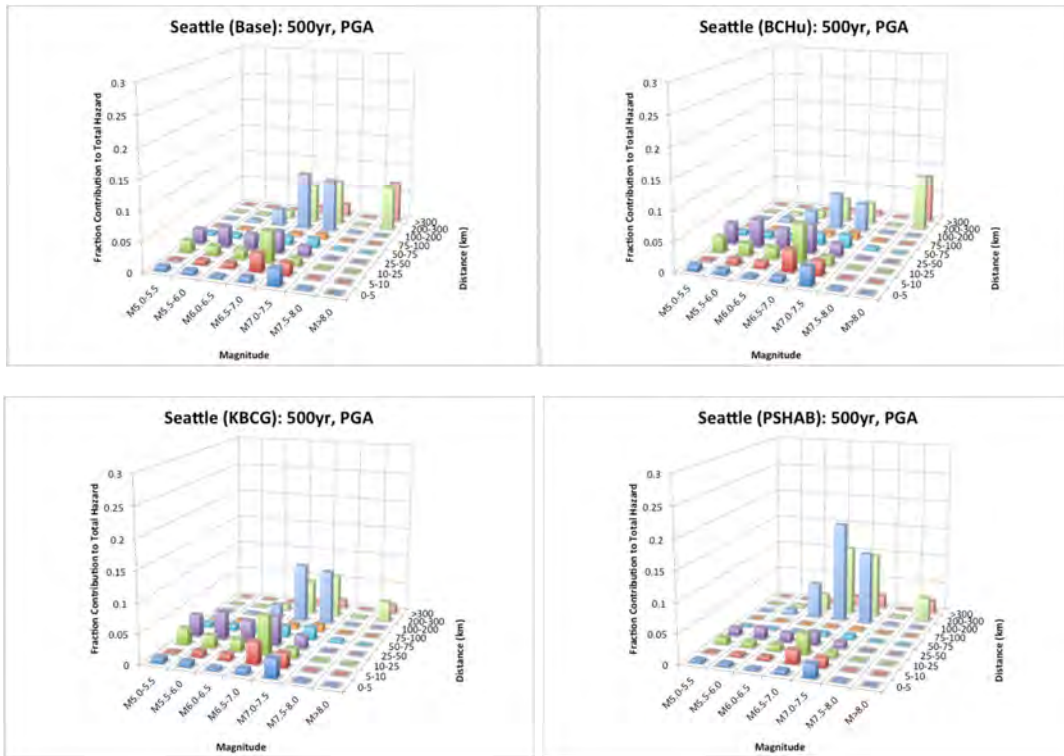 Seattle (Base): 500yr, PGA
Fraction Contribution to Total Hazard
0.3
0.25
0.2
0.15
0.1
0.05
0
M5.0-5.5
M5.5-6.0
M6.0-6.5
M6.5-7.0
M7.0-7.5
M7.5-8.0
M>8.0
Magnitude
>300
200-300
100-200
75-100
50-75
25-50
10-25
5-10
0-5
Distance (km)
Seattle (BCHu): 500yr, PGA
Fraction Contribution to Total Hazard
0.3
0.25
0.2
0.15
0.1
0.05
0
M5.0-5.5
M5.5-6.0
M6.0-6.5
M6.5-7.0
M7.0-7.5
M7.5-8.0
M>8.0
Magnitude
>300
200-300
100-200
75-100
50-75
25-50
10-25
5-10
0-5
Distance (km)
Seattle (KBCG): 500yr, PGA
Fraction Contribution to Total Hazard
0.3
0.25
0.2
0.15
0.1
0.05
0
M5.0-5.5
M5.5-6.0
M6.0-6.5
M6.5-7.0
M7.0-7.5
M7.5-8.0
M>8.0
Magnitude
>300
200-300
100-200
75-100
50-75
25-50
10-25
5-10
0-5
Distance (km)
Seattle (PSHAB): 500yr, PGA
Fraction Contribution to Total Hazard
0.3
0.25
0.2
0.15
0.1
0.05
0
M5.0-5.5
M5.5-6.0
M6.0-6.5
M6.5-7.0
M7.0-7.5
M7.5-8.0
M>8.0
Magnitude
>300
200-300
100-200
75-100
50-75
25-50
10-25
5-10
0-5
Distance (km)